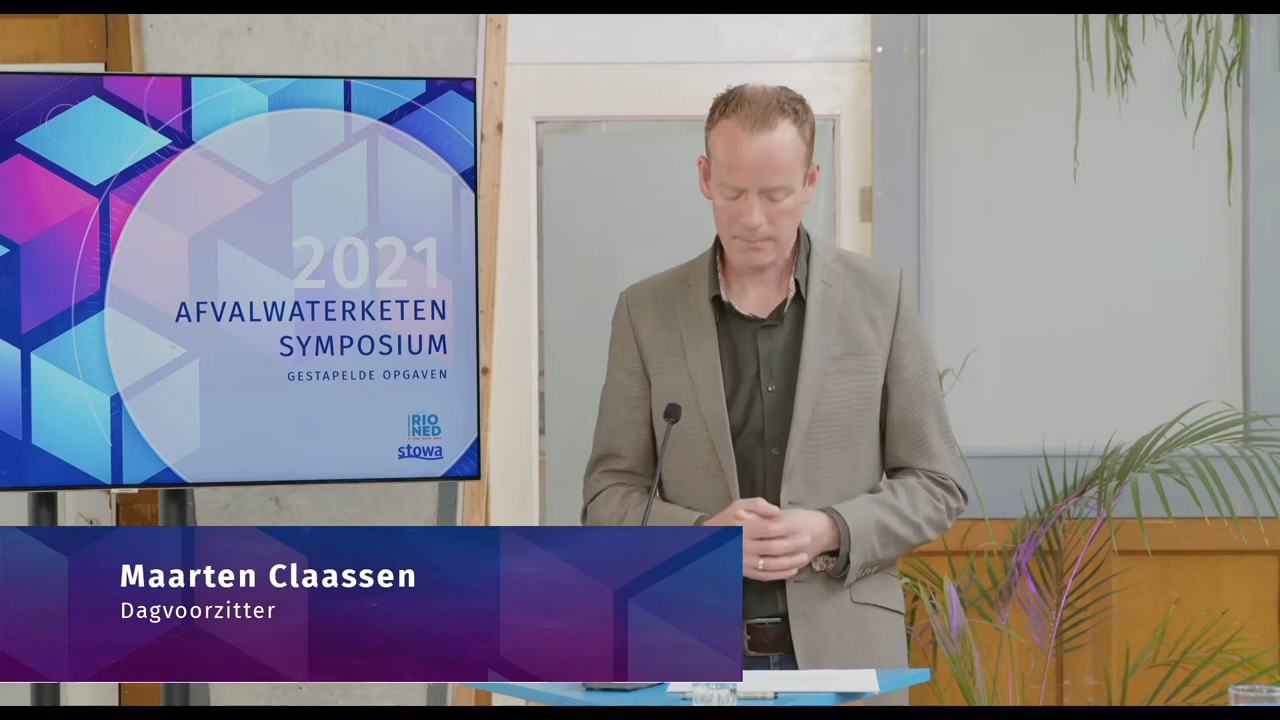 2021
AFVALWATERKETEN
SYMPOSIUM
GESTAPELDE OPGAVEN
RIO
NED
stowa
Maarten Claassen
Dagvoorzitter